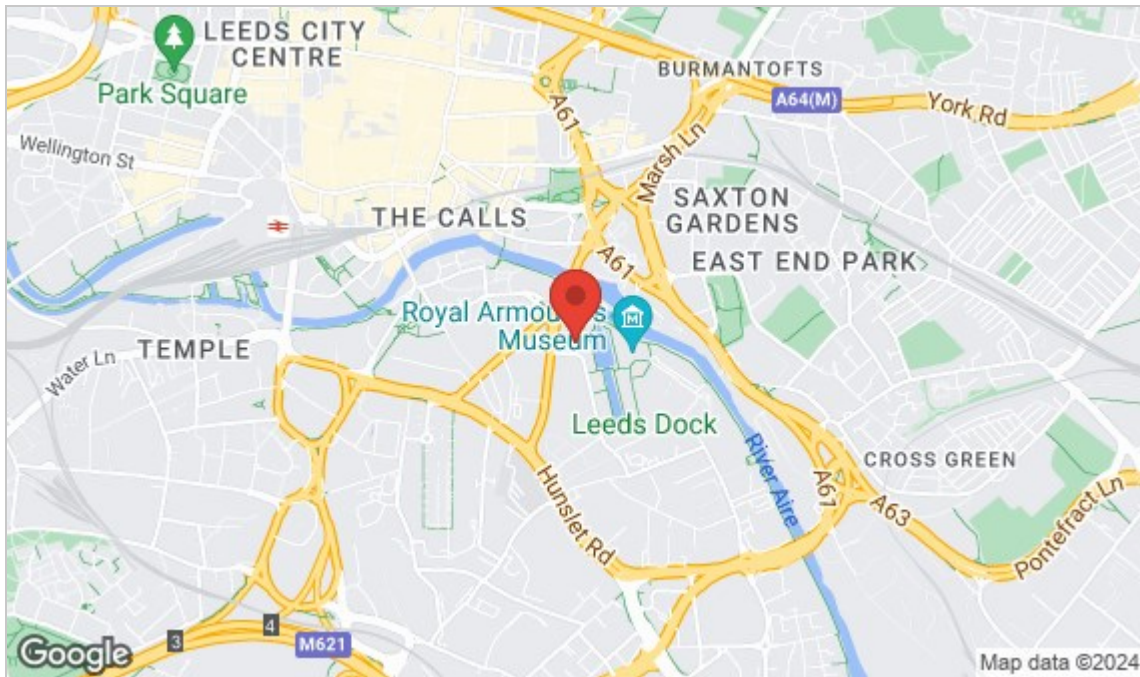 LEEDS CITY
CENTRE
Park Square
Wellington St
A61
BURMANTOFTS
A64(M)
York Rd
Marsh Ln
THE CALLS
SAXTON
GARDENS
A61
EAST END PARK
Royal Armouries
Museum
TEMPLE
Water Ln
Leeds Dock
River Aire
CROSS GREEN
Hunslet Rd
A61
A63
Pontefract Ln
3
4
M621
Google
Map data ©2024